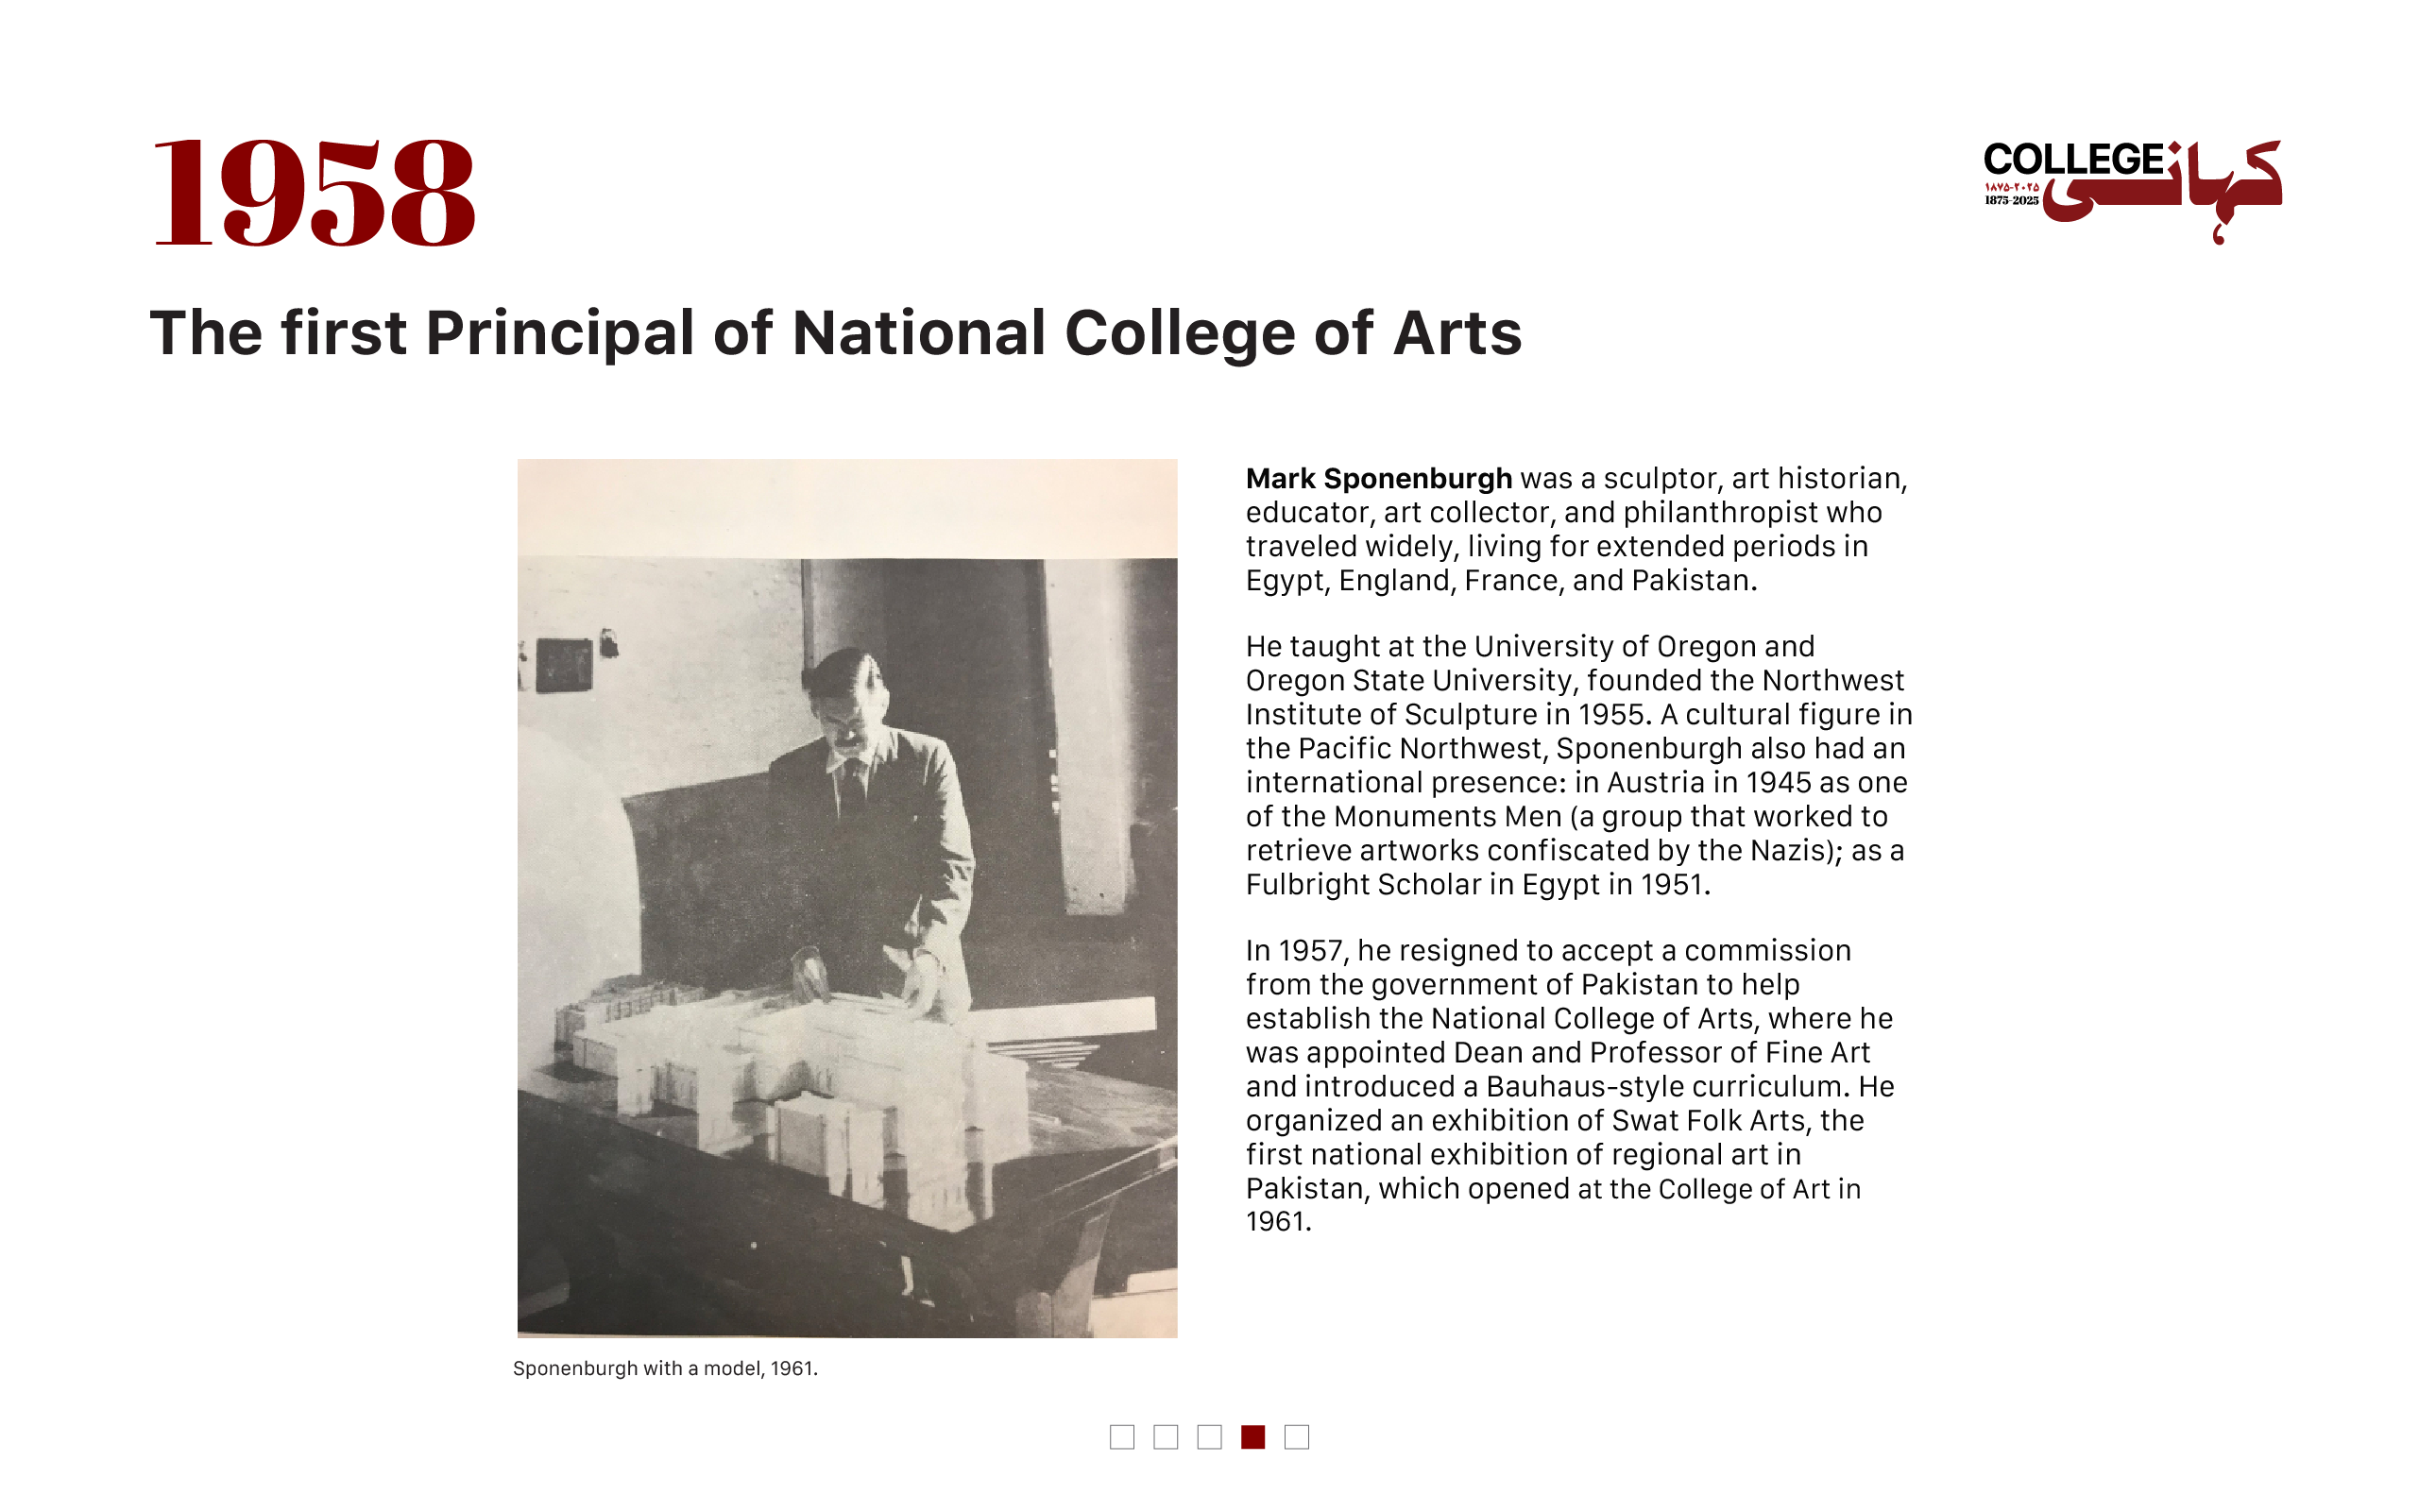 1958
COLLEGE کہانی
۱۸۷۵-۲۰۲۵
1875-2025
The first Principal of National College of Arts
Mark Sponenburgh was a sculptor, art historian,
educator, art collector, and philanthropist who
traveled widely, living for extended periods in
Egypt, England, France, and Pakistan.
He taught at the University of Oregon and
Oregon State University, founded the Northwest
Institute of Sculpture in 1955. A cultural figure in
the Pacific Northwest, Sponenburgh also had an
international presence: in Austria in 1945 as one
of the Monuments Men (a group that worked to
retrieve artworks confiscated by the Nazis); as a
Fulbright Scholar in Egypt in 1951.
In 1957, he resigned to accept a commission
from the government of Pakistan to help
establish the National College of Arts, where he
was appointed Dean and Professor of Fine Art
and introduced a Bauhaus-style curriculum. He
organized an exhibition of Swat Folk Arts, the
first national exhibition of regional art in
Pakistan, which opened at the College of Art in
1961.
Sponenburgh with a model, 1961.